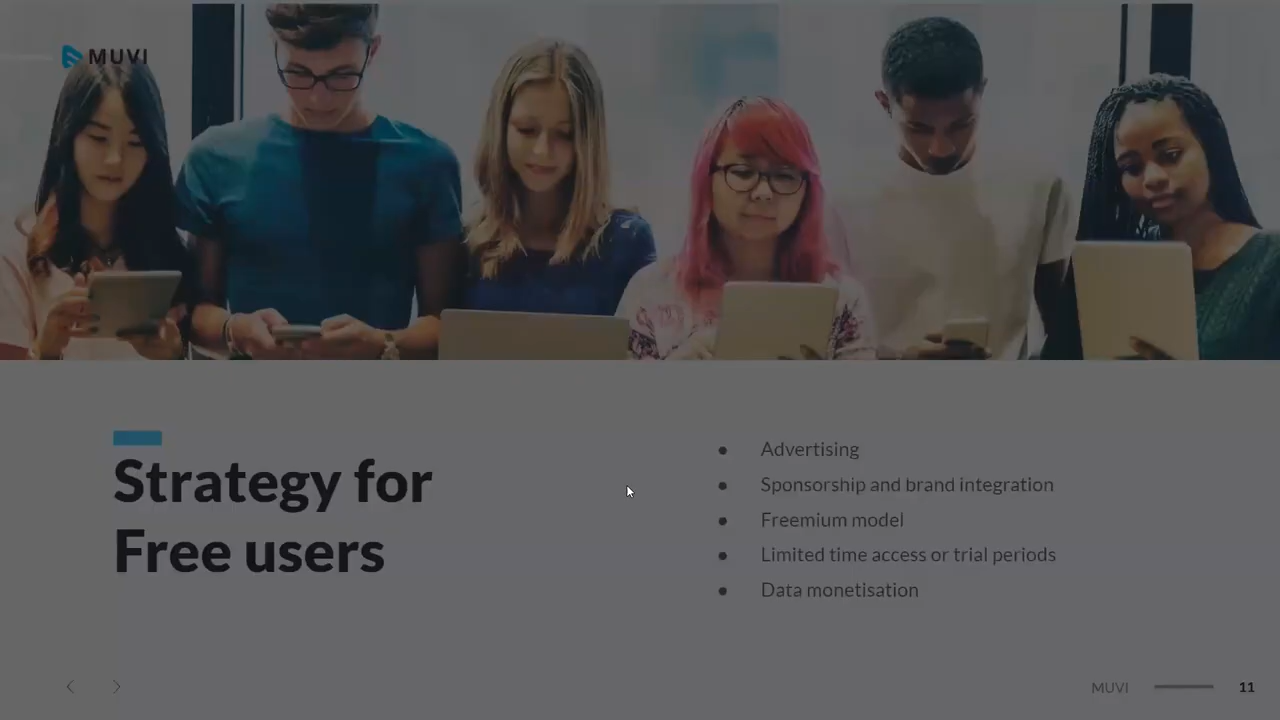 MUVI
Strategy for
Free users
● Advertising
● Sponsorship and brand integration
● Freemium model
● Limited time access or trial periods
● Data monetisation
MUVI 11